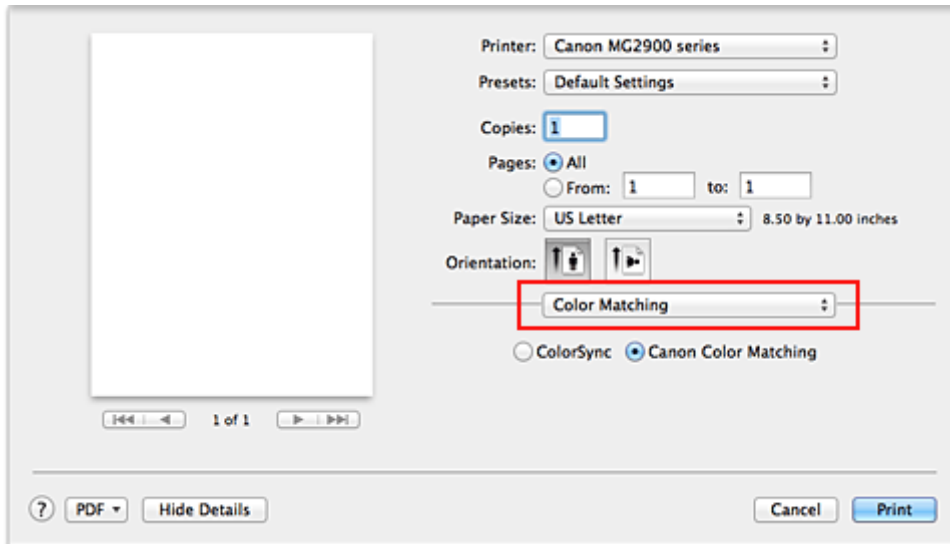 Printer: Canon MG2900 series
Presets: Default Settings
Copies: 1
Pages: All
From: 1 to: 1
Paper Size: US Letter 8.50 by 11.00 inches
Orientation:
Color Matching
ColorSync Canon Color Matching
1 of 1
? PDF Hide Details Cancel Print